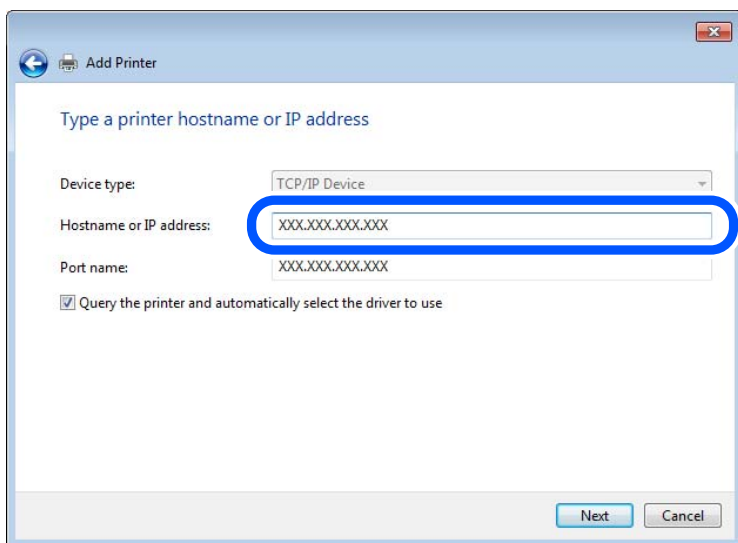 Add Printer
Type a printer hostname or IP address
Device type: TCP/IP Device
Hostname or IP address: XXX.XXX.XXX.XXX
Port name: XXX.XXX.XXX.XXX
Query the printer and automatically select the driver to use
Next Cancel